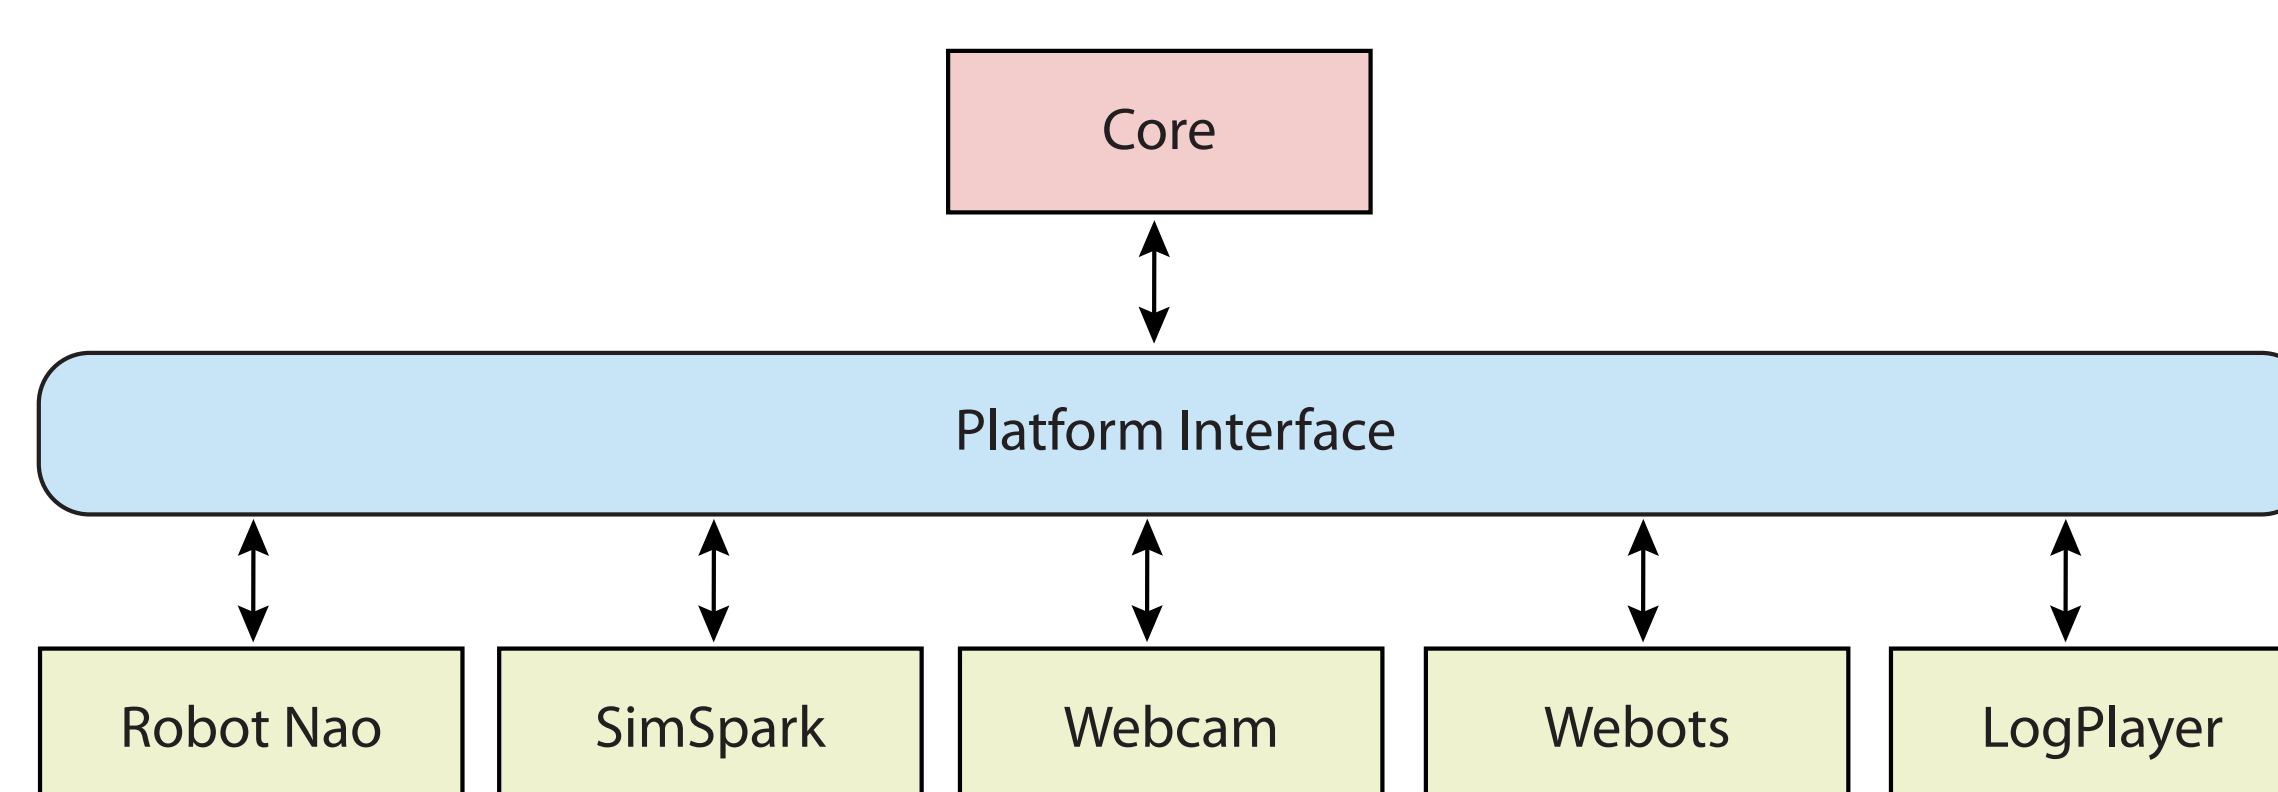 Core
Platform Interface
Robot Nao
SimSpark
Webcam
Webots
LogPlayer